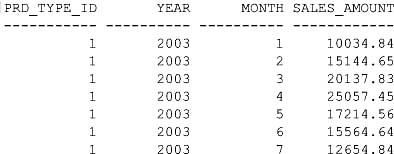 PRD_TYPE_ID YEAR MONTH SALES_AMOUNT
----------- ---------- ---------- ------------
1 2003 1 10034.84
1 2003 2 15144.65
1 2003 3 20137.83
1 2003 4 25057.45
1 2003 5 17214.56
1 2003 6 15564.64
1 2003 7 12654.84